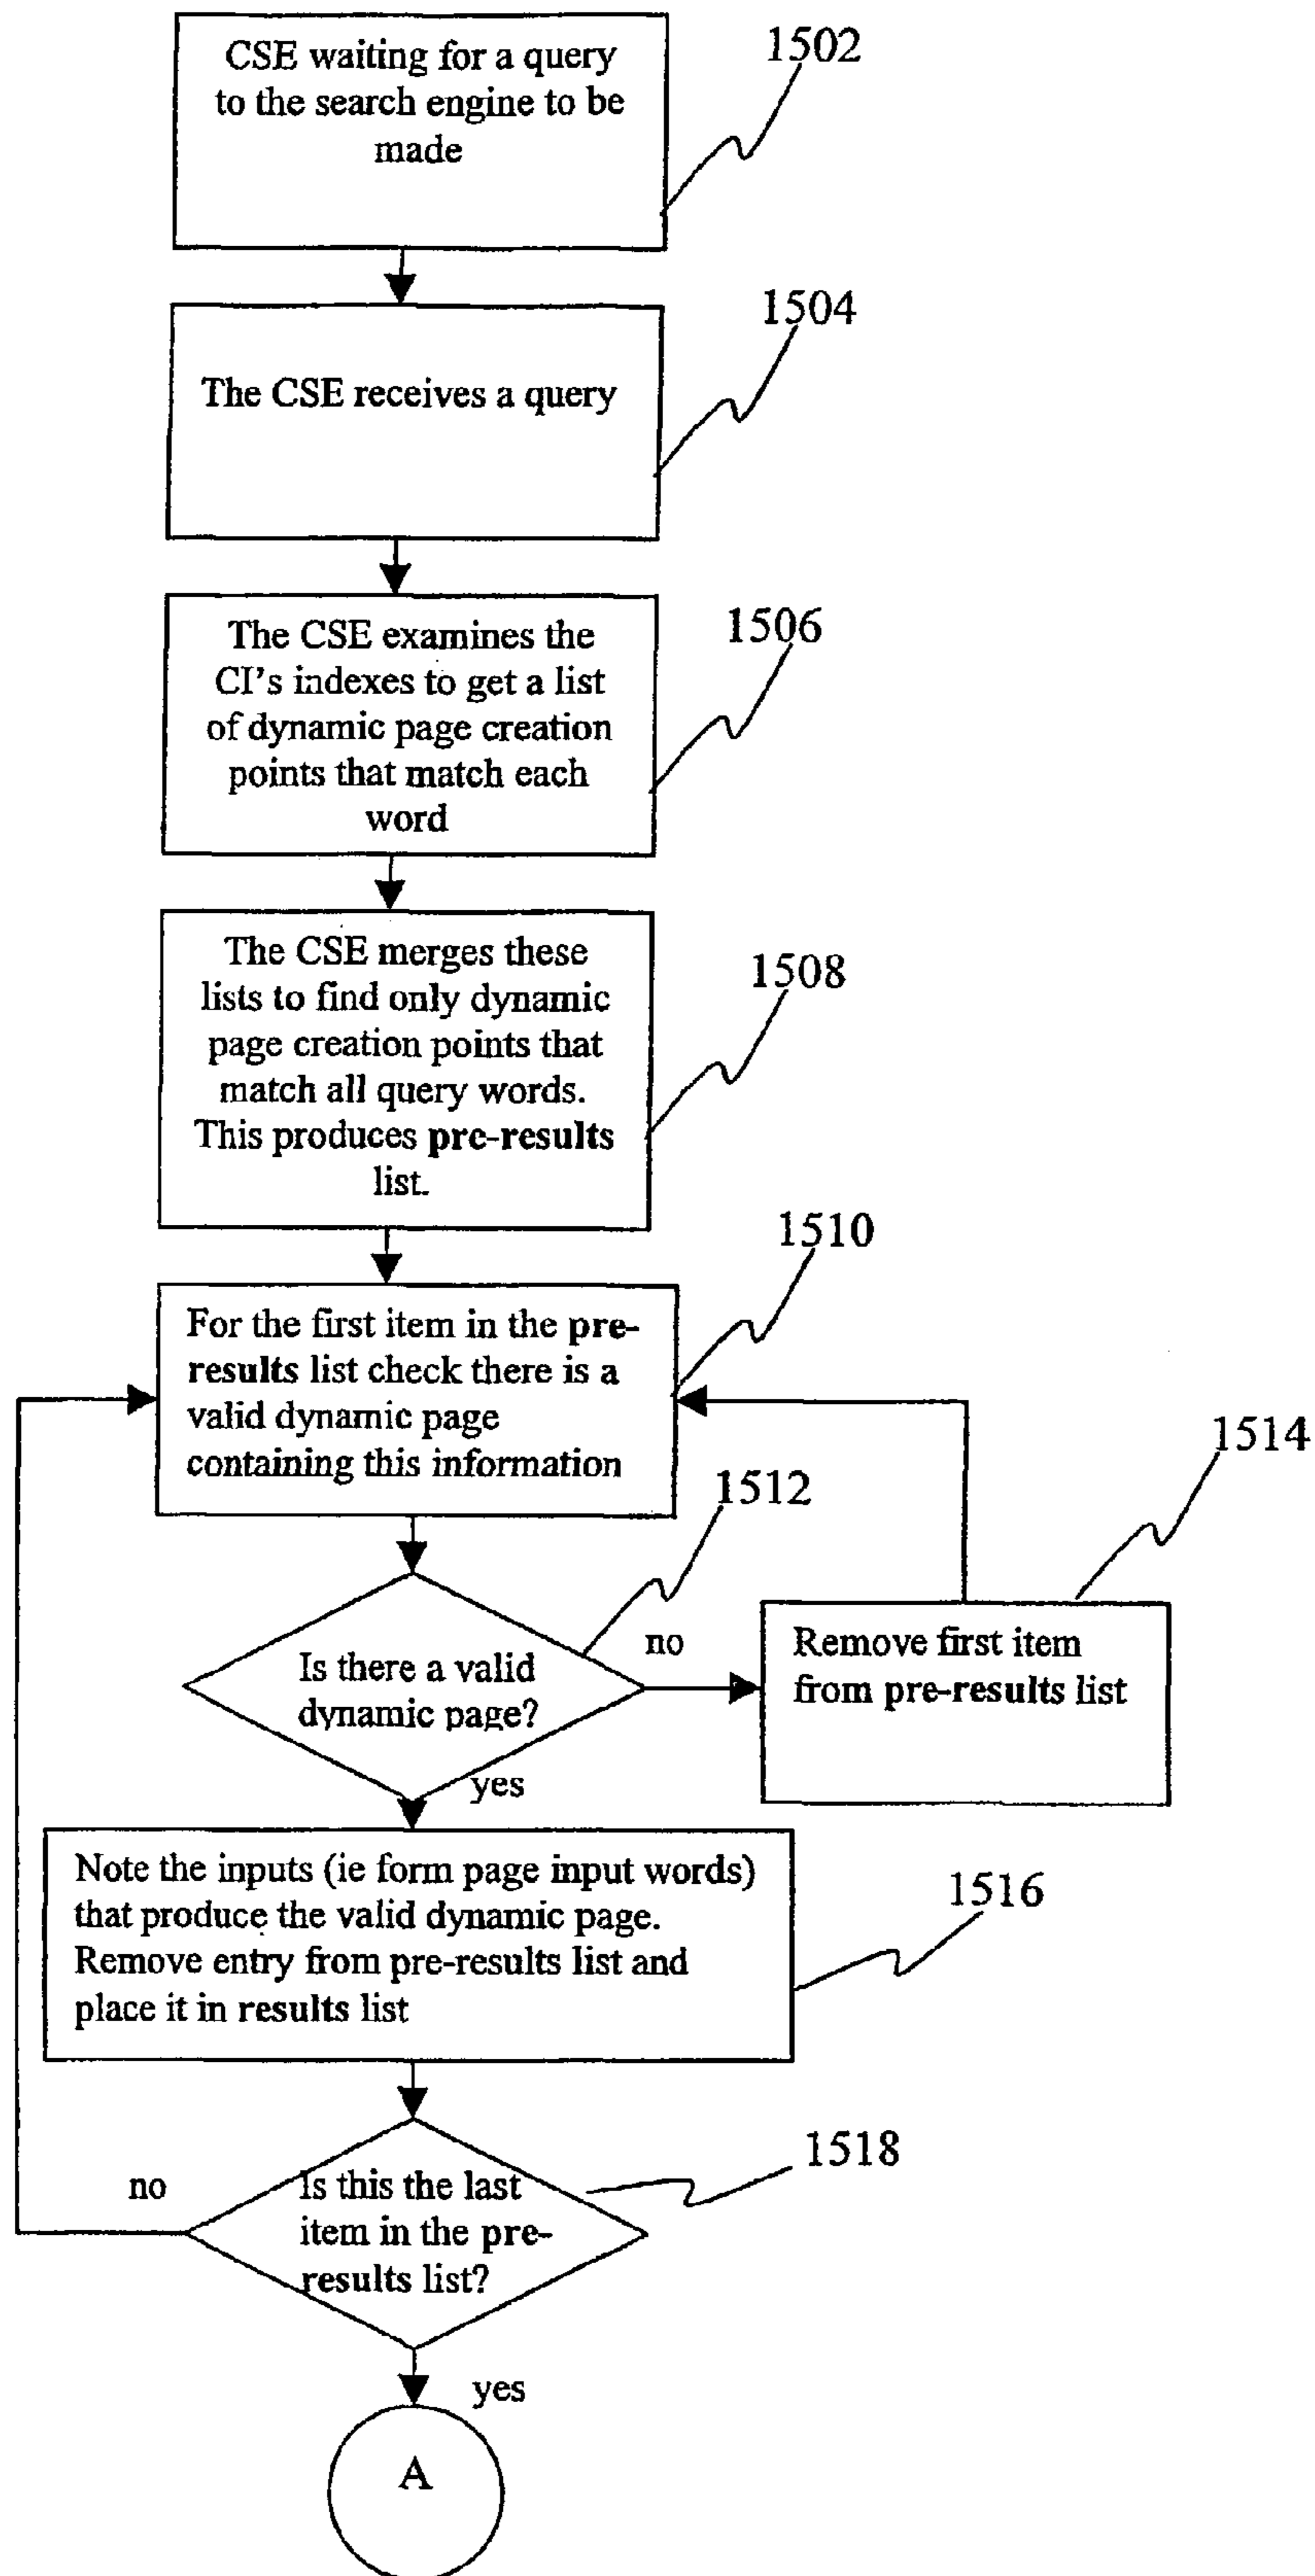 CSE waiting for a query
to the search engine to be
made
1502
The CSE receives a query
1504
The CSE examines the
CI's indexes to get a list
of dynamic page creation
points that match each
word
1506
The CSE merges these
lists to find only dynamic
page creation points that
match all query words.
This produces pre-results
list.
1508
For the first item in the pre-
results list check there is a
valid dynamic page
containing this information
1510
Is there a valid
dynamic page?
1512
no
Remove first item
from pre-results list
1514
yes
Note the inputs (ie form page input words)
that produce the valid dynamic page.
Remove entry from pre-results list and
place it in results list
1516
Is this the last
item in the pre-
results list?
1518
no
yes
A